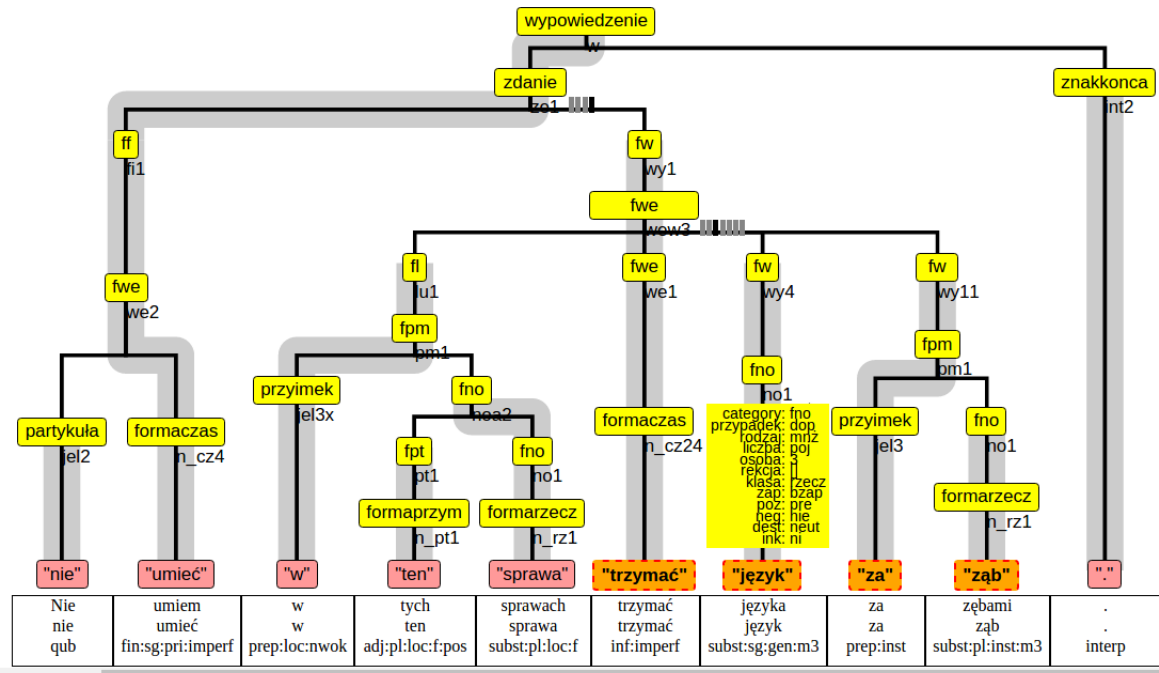 wypowiedzenie
w
zdanie
znakkonca
zo1
int2
ff
fw
fi1
wy1
fwe
wow3
fl
fwe
fw
fw
fwe
lu1
we1
wy4
wy11
we2
fpm
fpm
pm1
pm1
fno
przyimek
fno
no1
jel3x
noa2
category: fno
przypadek: dop
rodzaj: mnż
liczba: poj
osoba: 3
rekcja: []
klasa: rzecz
zap: bzap
poz: pre
neg: nie
dest: neut
ink: ni
partykuła
formaczas
formaczas
przyimek
fno
jel2
n_cz4
n_cz24
jel3
no1
fpt
fno
pt1
no1
formaprzym
formarzecz
formarzecz
n_pt1
n_rz1
n_rz1
"nie" "umieć" "w" "ten" "sprawa" "trzymać" "język" "za" "ząb" "."
Nie umiem w tych sprawach trzymać języka za zębami .
nie umieć w ten sprawa trzymać język za ząb .
qub fin:sg:pri:imperf prep:loc:nwok adj:pl:loc:f:pos subst:pl:loc:f inf:imperf subst:sg:gen:m3 prep:inst subst:pl:inst:m3 interp